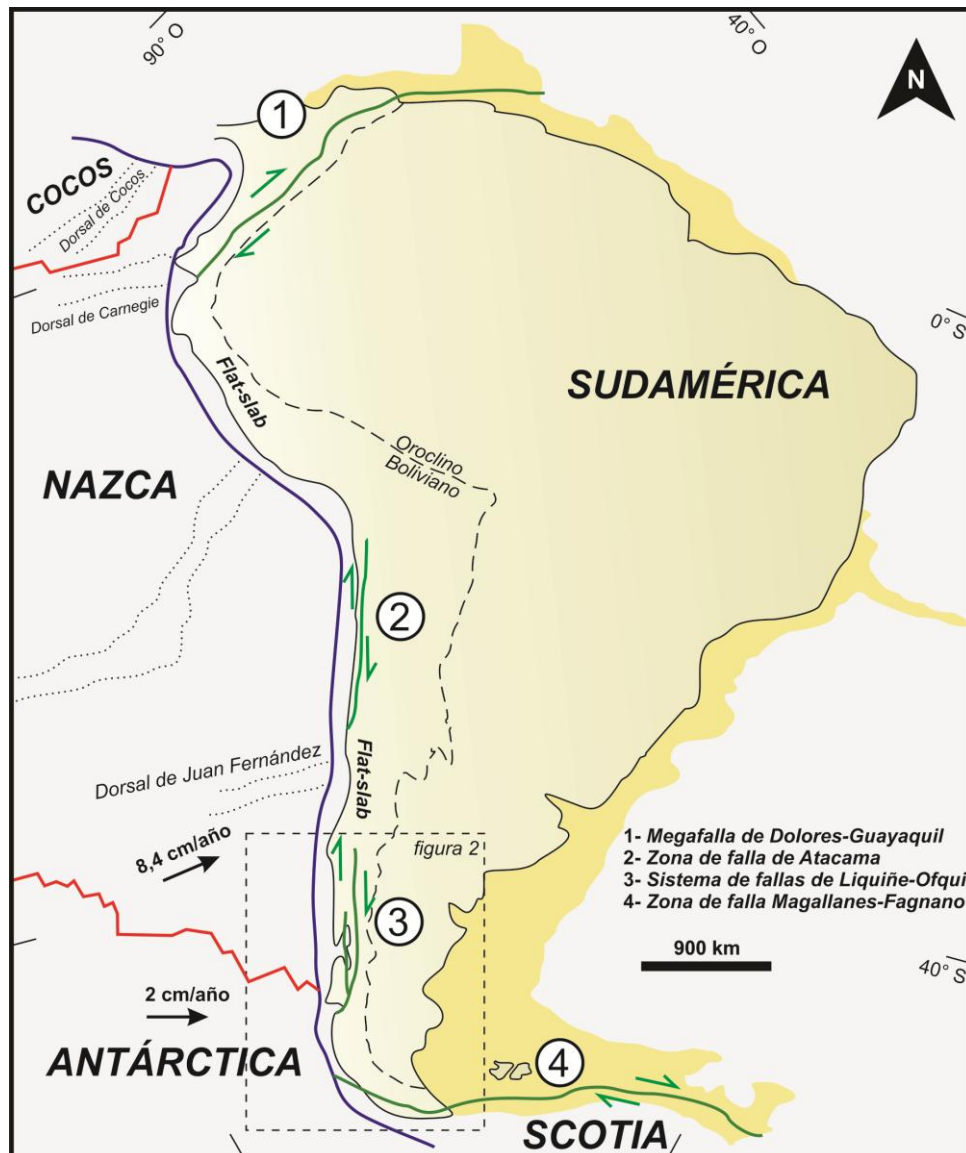 90° O
40° O
N
1
COCOS
Dorsal de Cocos
Dorsal de Carnegie
0° S
Flat-slab
SUDAMÉRICA
Oroclino
Boliviano
NAZCA
2
Dorsal de Juan Fernández
Flat-slab
8,4 cm/año
figura 2
1- Megafalla de Dolores-Guayaquil
2- Zona de falla de Atacama
3- Sistema de fallas de Liquiñe-Ofqui
4- Zona de falla Magallanes-Fagnano
3
900 km
40° S
2 cm/año
ANTÁRCTICA
4
SCOTIA